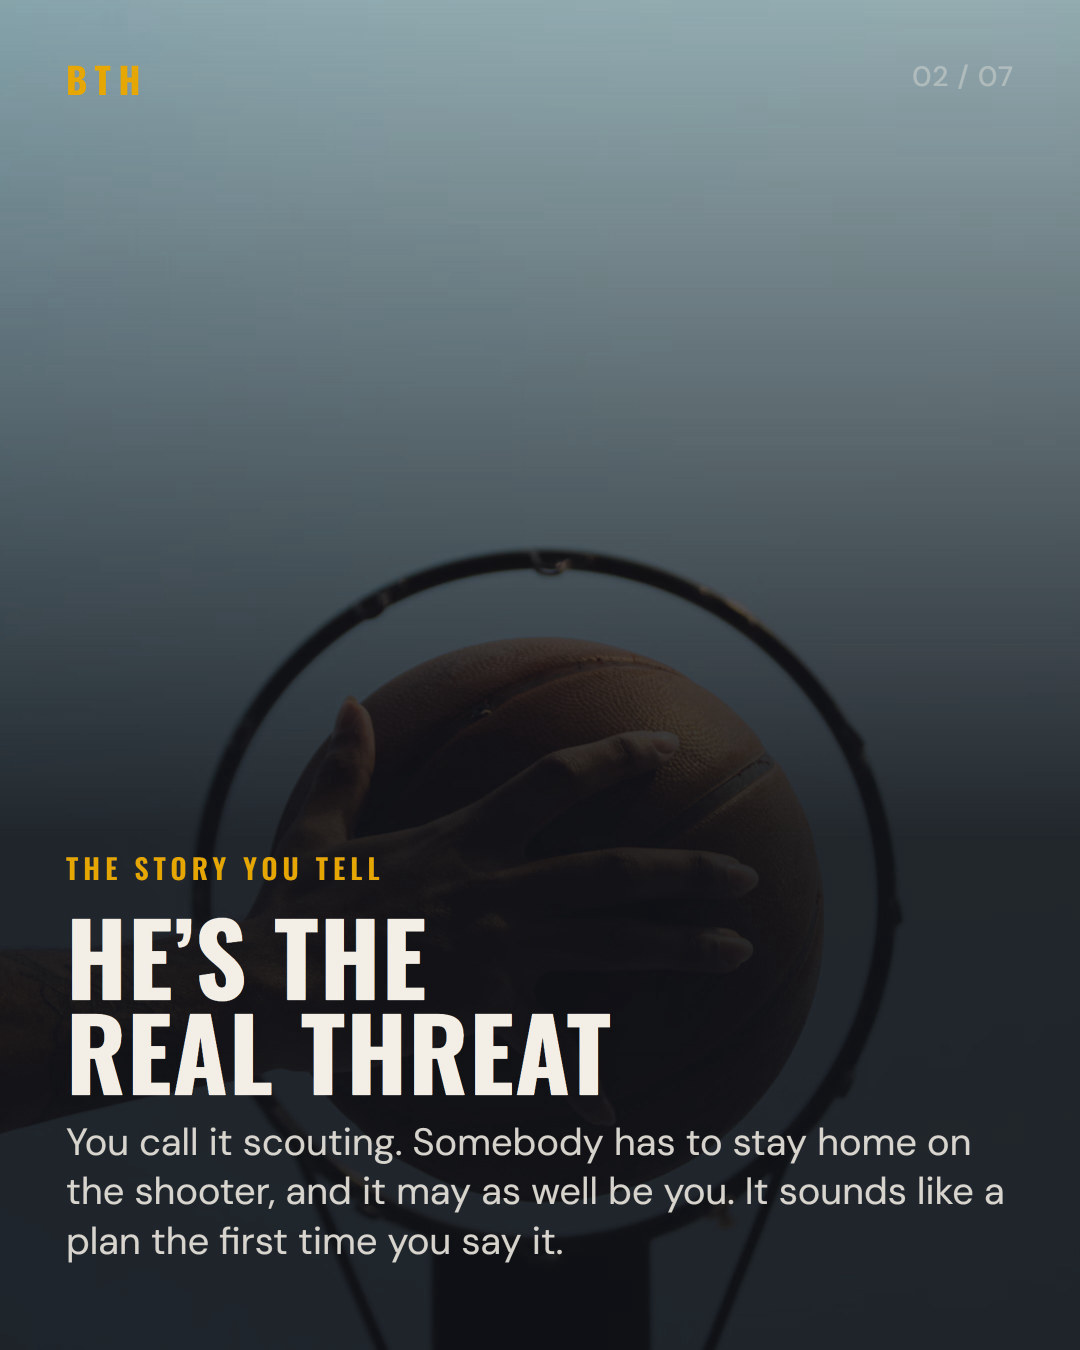 BTH
02 / 07
THE STORY YOU TELL
HE’S THE
REAL THREAT
You call it scouting. Somebody has to stay home on
the shooter, and it may as well be you. It sounds like a
plan the first time you say it.